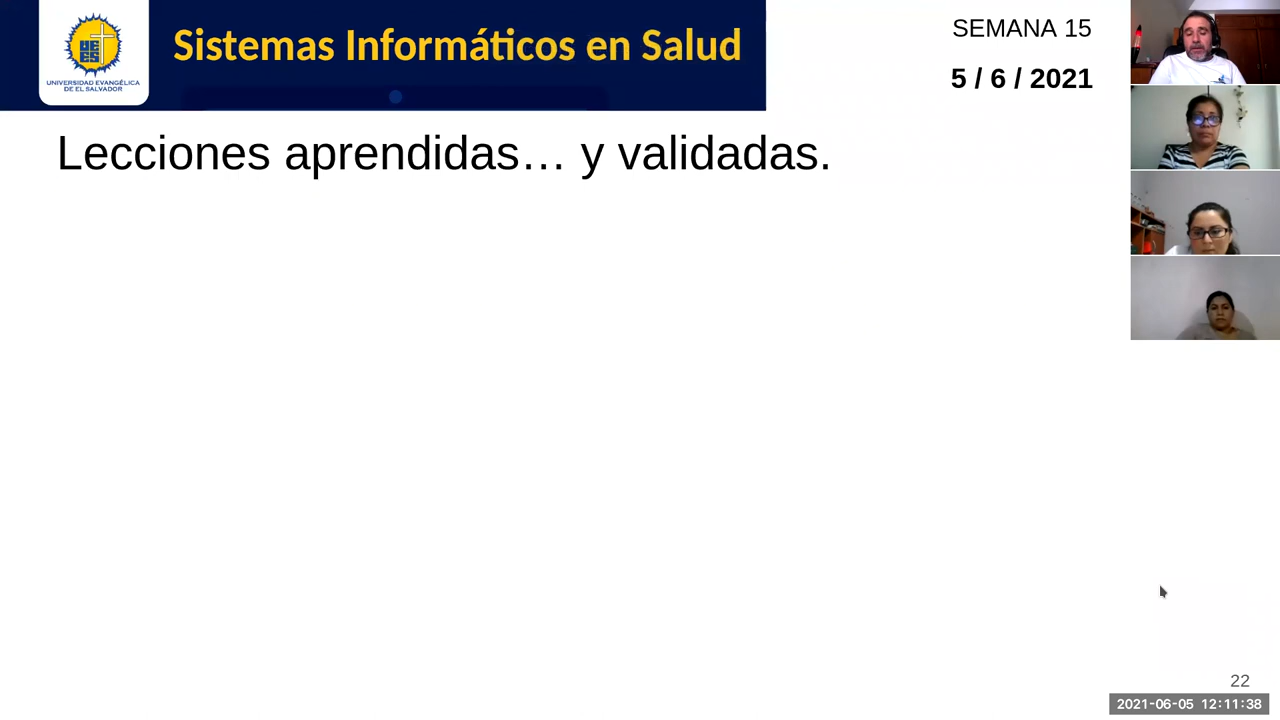 UNIVERSIDAD EVANGÉLICA
DE EL SALVADOR
Sistemas Informáticos en Salud
SEMANA 15
5 / 6 / 2021
Lecciones aprendidas… y validadas.
22
2021-06-05 12:11:38